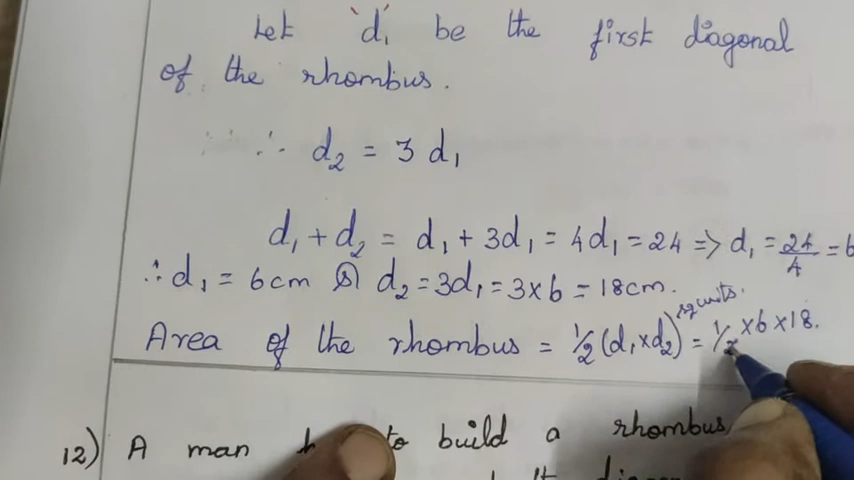 Let 'd₁' be the first diagonal
of the rhombus.
∴ d₂ = 3 d₁
d₁ + d₂ = d₁ + 3d₁ = 4d₁ = 24 => d₁ = 24/4 = 6
∴ d₁ = 6 cm & d₂ = 3d₁ = 3 x 6 = 18cm.
Area of the rhombus = 1/2 (d₁ x d₂) sq units. = 1/2 x 6 x 18.
12) A man to build a rhombus